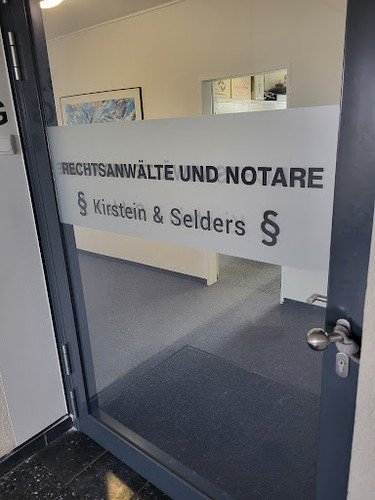 RECHTSANWÄLTE UND NOTARE
§ Kirstein & Selders §
G